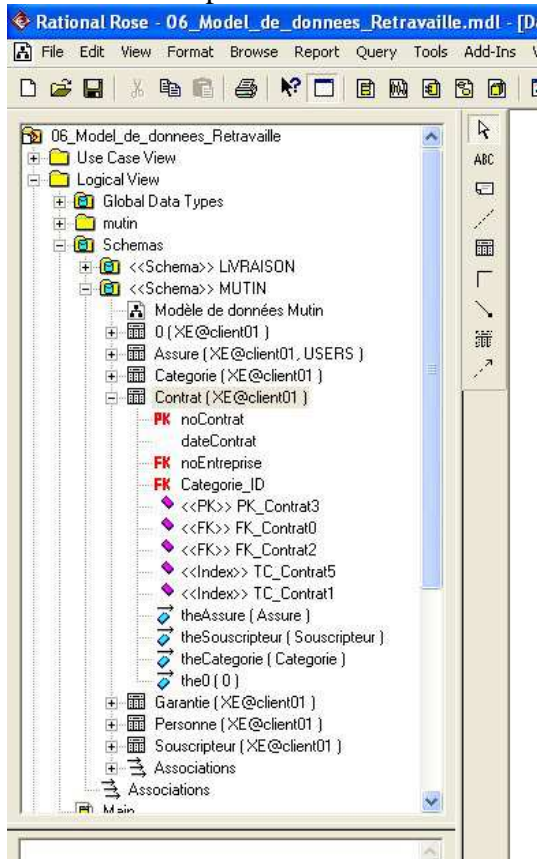 Rational Rose - 06_Model_de_donnees_Retravaille.mdl - [Da
File Edit View Format Browse Report Query Tools Add-Ins
06_Model_de_donnees_Retravaille
Use Case View
ABC
Logical View
Global Data Types
mutin
Schemas
<<Schema>> LiVRAISON
<<Schema>> MUTIN
Modèle de données Mutin
0 ( XE@client01 )
Assure ( XE@client01, USERS )
Categorie ( XE@client01 )
Contrat ( XE@client01 )
PK noContrat
dateContrat
FK noEntreprise
FK Categorie_ID
<<PK>> PK_Contrat3
<<FK>> FK_Contrat0
<<FK>> FK_Contrat2
<<Index>> TC_Contrat5
<<Index>> TC_Contrat1
theAssure ( Assure )
theSouscripteur ( Souscripteur )
theCategorie ( Categorie )
the0 ( 0 )
Garantie ( XE@client01 )
Personne ( XE@client01 )
Souscripteur ( XE@client01 )
Associations
Associations
Main